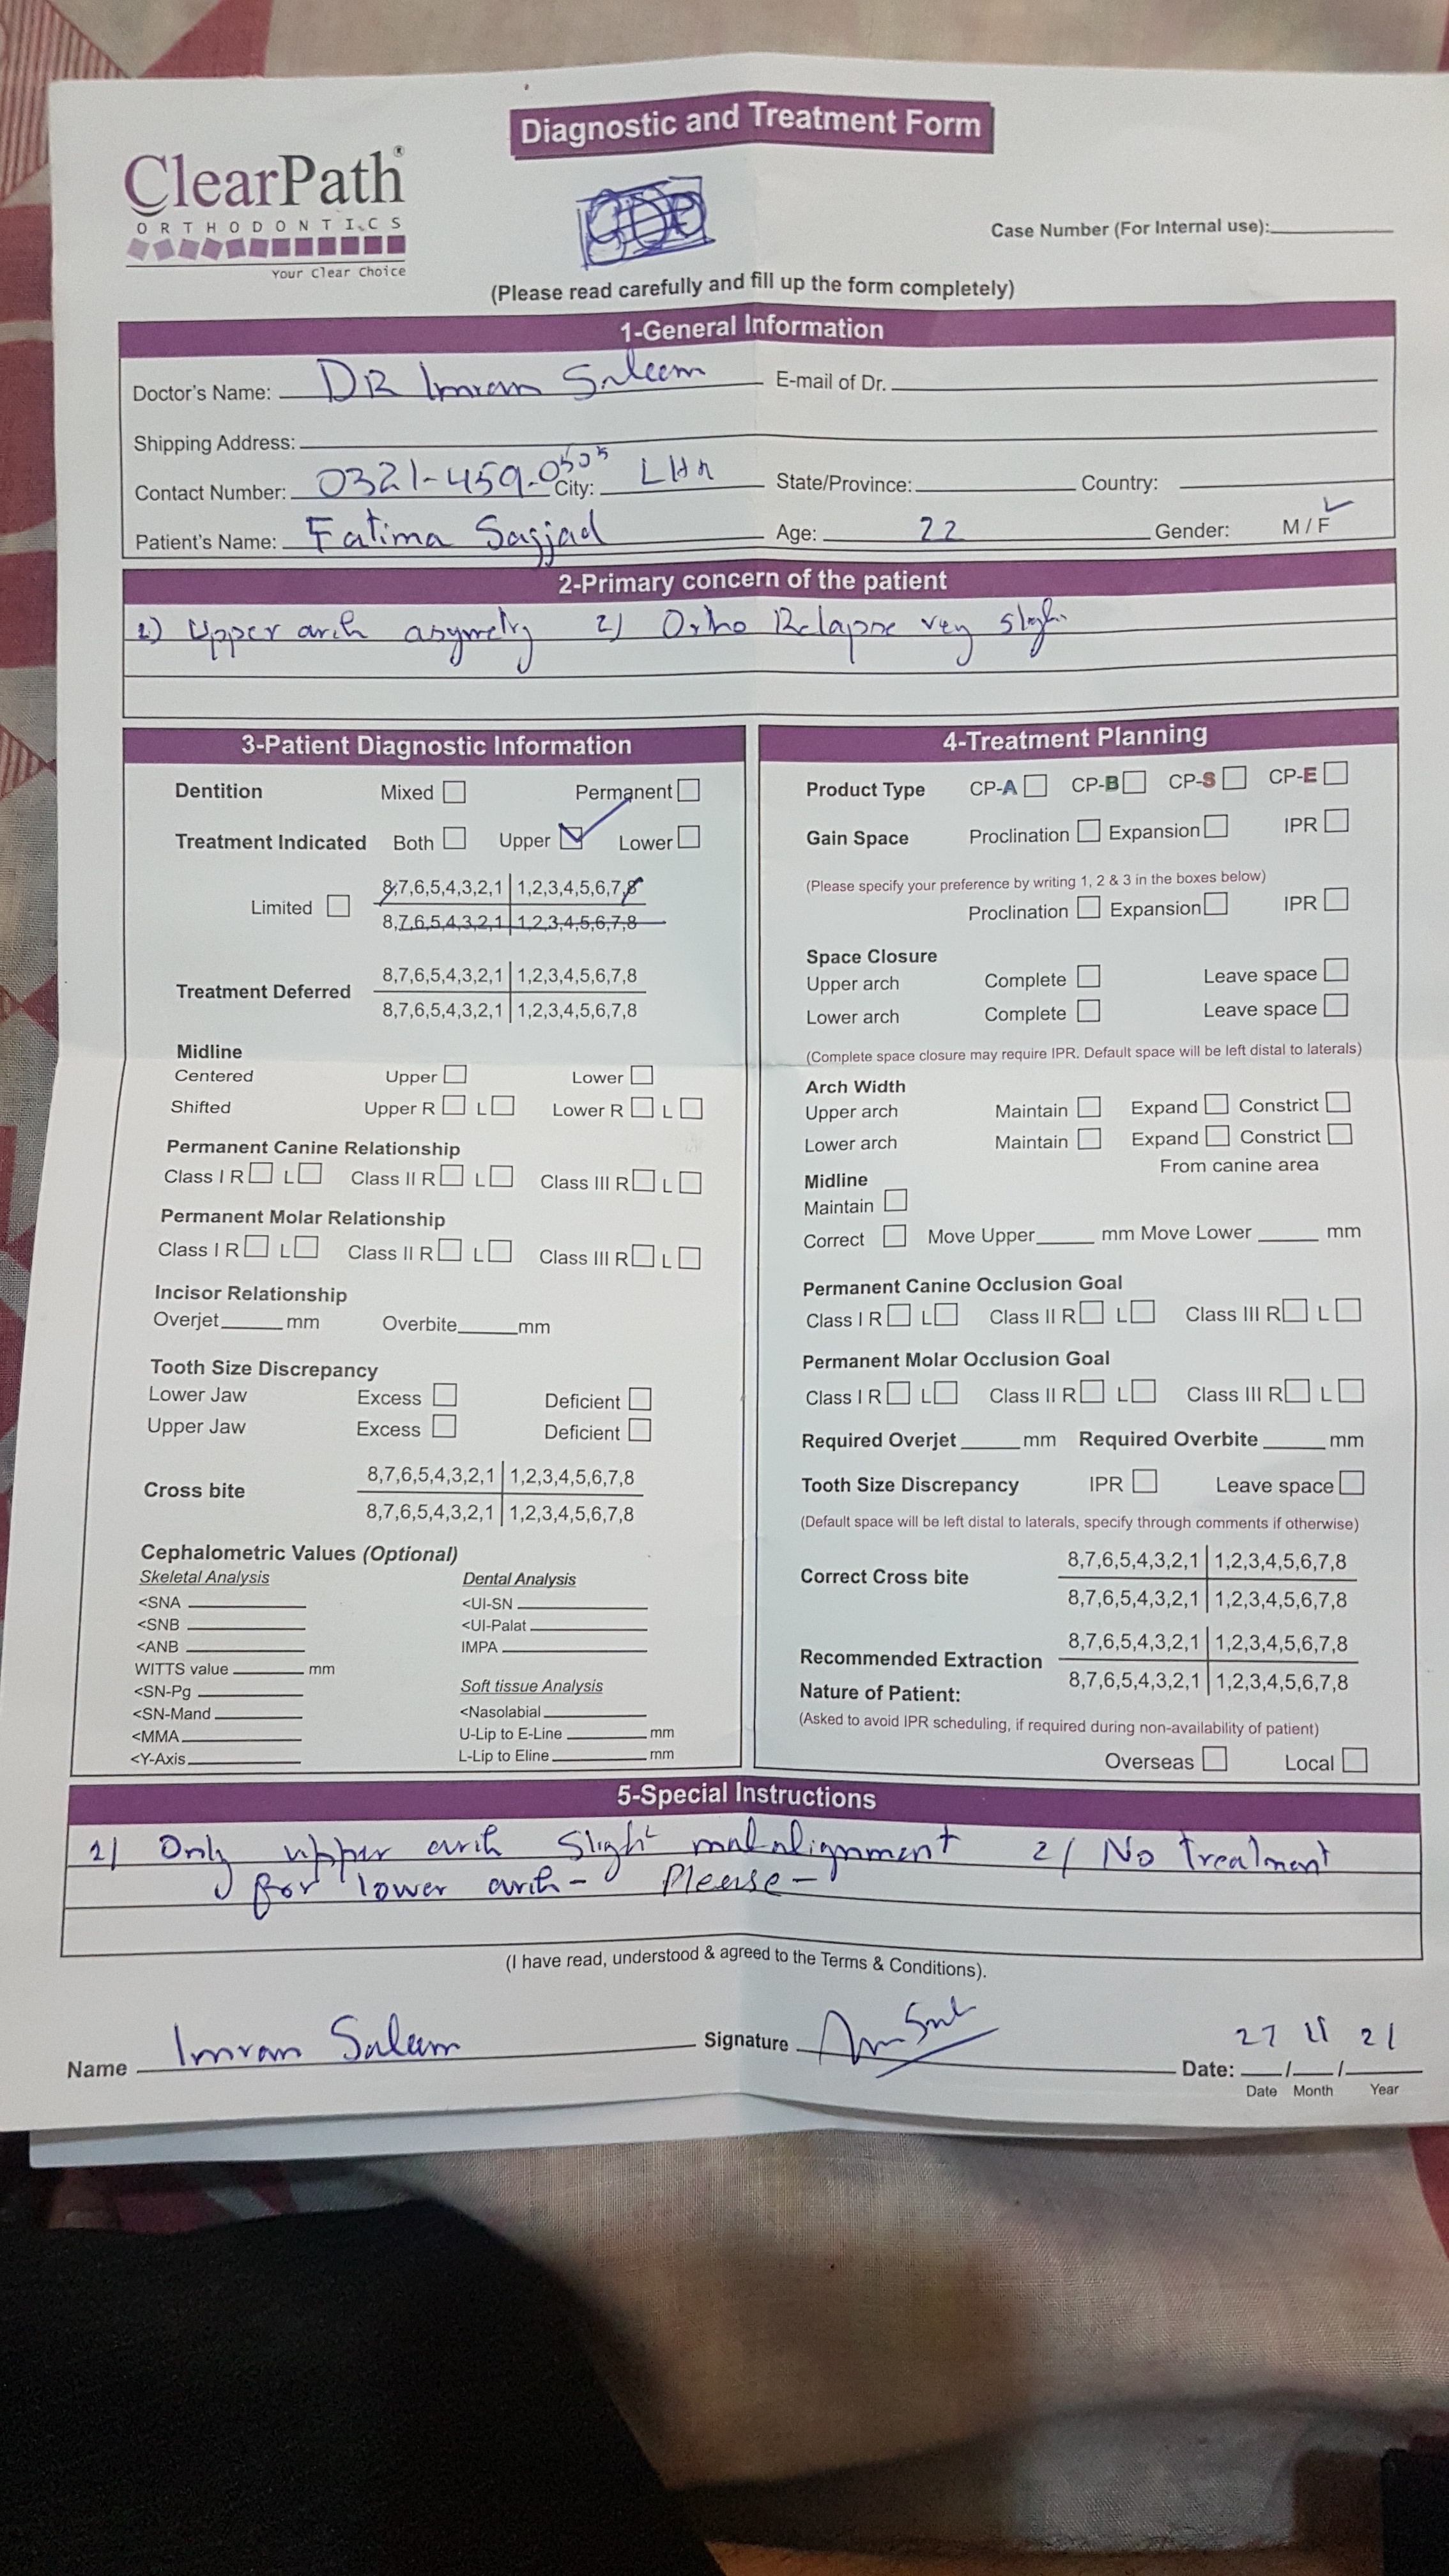 ClearPath®
ORTHODONTICS
Your Clear Choice
Diagnostic and Treatment Form
(Please read carefully and fill up the form completely)
Case Number (For Internal use):
1-General Information
Doctor's Name: DR Imran Saleem E-mail of Dr.
Shipping Address:
Contact Number: 0321-459-0505 City: LHR State/Province: Country:
Patient's Name: Fatima Sajjad Age: 22 Gender: M / F
2-Primary concern of the patient
1) Upper arch 2) Ortho Relapse very slight
3-Patient Diagnostic Information
Dentition Mixed Permanent
Treatment Indicated Both Upper Lower
Limited 8,7,6,5,4,3,2,1 | 1,2,3,4,5,6,7,8
8,7,6,5,4,3,2,1 | 1,2,3,4,5,6,7,8
Treatment Deferred 8,7,6,5,4,3,2,1 | 1,2,3,4,5,6,7,8
8,7,6,5,4,3,2,1 | 1,2,3,4,5,6,7,8
Midline Upper Lower
Centered
Shifted Upper R L Lower R L
Permanent Canine Relationship
Class I R L Class II R L Class III R L
Permanent Molar Relationship
Class I R L Class II R L Class III R L
Incisor Relationship
Overjet mm Overbite mm
Tooth Size Discrepancy
Lower Jaw Excess Deficient
Upper Jaw Excess Deficient
Cross bite 8,7,6,5,4,3,2,1 | 1,2,3,4,5,6,7,8
8,7,6,5,4,3,2,1 | 1,2,3,4,5,6,7,8
Cephalometric Values (Optional)
Skeletal Analysis Dental Analysis
<SNA <UI-SN
<SNB <UI-Palat
<ANB IMPA
WITTS value mm
<SN-Pg Soft tissue Analysis
<SN-Mand <Nasolabial
<MMA U-Lip to E-Line mm
<Y-Axis L-Lip to Eline mm
4-Treatment Planning
Product Type CP-A CP-B CP-S CP-E
Gain Space Proclination Expansion IPR
(Please specify your preference by writing 1, 2 & 3 in the boxes below)
Proclination Expansion IPR
Space Closure
Upper arch Complete Leave space
Lower arch Complete Leave space
(Complete space closure may require IPR. Default space will be left distal to laterals)
Arch Width
Upper arch Maintain Expand Constrict
Lower arch Maintain Expand Constrict
From canine area
Midline
Maintain
Correct Move Upper mm Move Lower mm
Permanent Canine Occlusion Goal
Class I R L Class II R L Class III R L
Permanent Molar Occlusion Goal
Class I R L Class II R L Class III R L
Required Overjet mm Required Overbite mm
Tooth Size Discrepancy IPR Leave space
(Default space will be left distal to laterals, specify through comments if otherwise)
Correct Cross bite 8,7,6,5,4,3,2,1 | 1,2,3,4,5,6,7,8
8,7,6,5,4,3,2,1 | 1,2,3,4,5,6,7,8
Recommended Extraction 8,7,6,5,4,3,2,1 | 1,2,3,4,5,6,7,8
8,7,6,5,4,3,2,1 | 1,2,3,4,5,6,7,8
Nature of Patient:
(Asked to avoid IPR scheduling, if required during non-availability of patient)
Overseas Local
5-Special Instructions
1) Only upper arch Slight mal-alignment 2) No Treatment
for lower arch - Please -
(I have read, understood & agreed to the Terms & Conditions).
Name Imran Saleem Signature Date: 27 / 11 / 21
Date Month Year